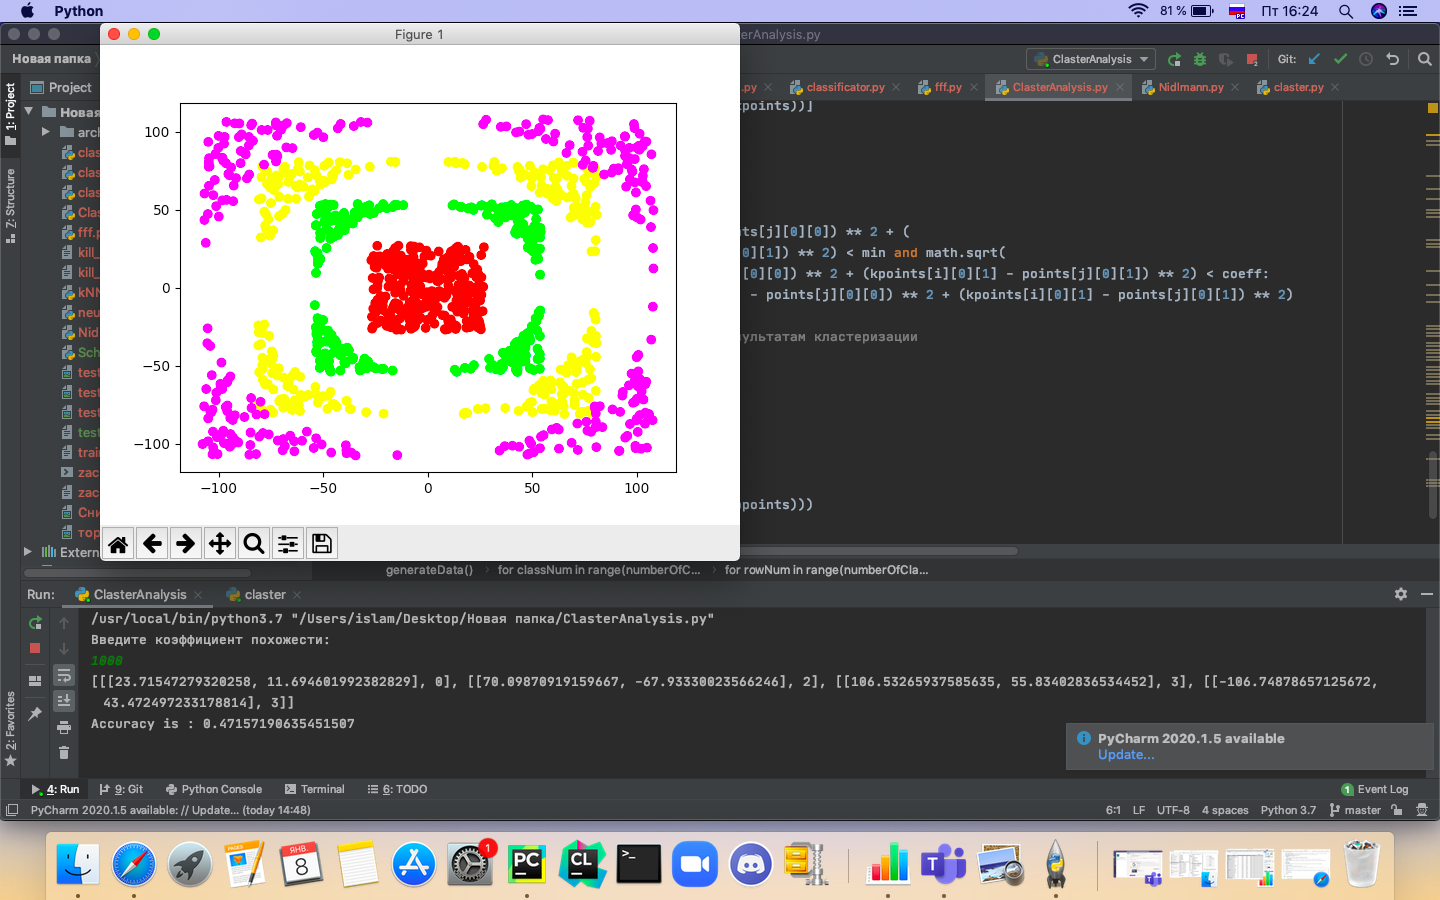 Python
81 %
Пт 16:24
Figure 1
100
50
0
−50
−100
−100
−50
0
50
100
asterAnalysis.py
Новая папка
ClasterAnalysis
Git:
Project
.py
classificator.py
fff.py
ClasterAnalysis.py
Nidlmann.py
claster.py
1: Project
Z: Structure
2: Favorites
Новая
arc
clas
clas
clas
Clas
fff.p
kill_
kill_
kNN
neu
Nid
Sch
test
test
test
test
trai
zac
zac
Сни
тор
Extern
points))]
ts[j][0][0]) ** 2 + (
0][1]) ** 2) < min and math.sqrt(
[0][0]) ** 2 + (kpoints[i][0][1] - points[j][0][1]) ** 2) < coeff:
- points[j][0][0]) ** 2 + (kpoints[i][0][1] - points[j][0][1]) ** 2)
ультатам кластеризации
points)))
generateData()
for classNum in range(numberOfC...
for rowNum in range(numberOfCla...
Run:
ClasterAnalysis
claster
/usr/local/bin/python3.7 "/Users/islam/Desktop/Новая папка/ClasterAnalysis.py"
Введите коэффициент похожести:
1000
[[[23.71547279320258, 11.694601992382829], 0], [[70.09870919159667, -67.93330023566246], 2], [[106.53265937585635, 55.83402836534452], 3], [[-106.74878657125672,
43.472497233178814], 3]]
Accuracy is : 0.47157190635451507
PyCharm 2020.1.5 available
Update...
4: Run
9: Git
Python Console
Terminal
6: TODO
1
Event Log
PyCharm 2020.1.5 available: // Update... (today 14:48)
6:1
LF
UTF-8
4 spaces
Python 3.7
master
PAGES
ЯНВ.
8
1
PC
CL
>_
T